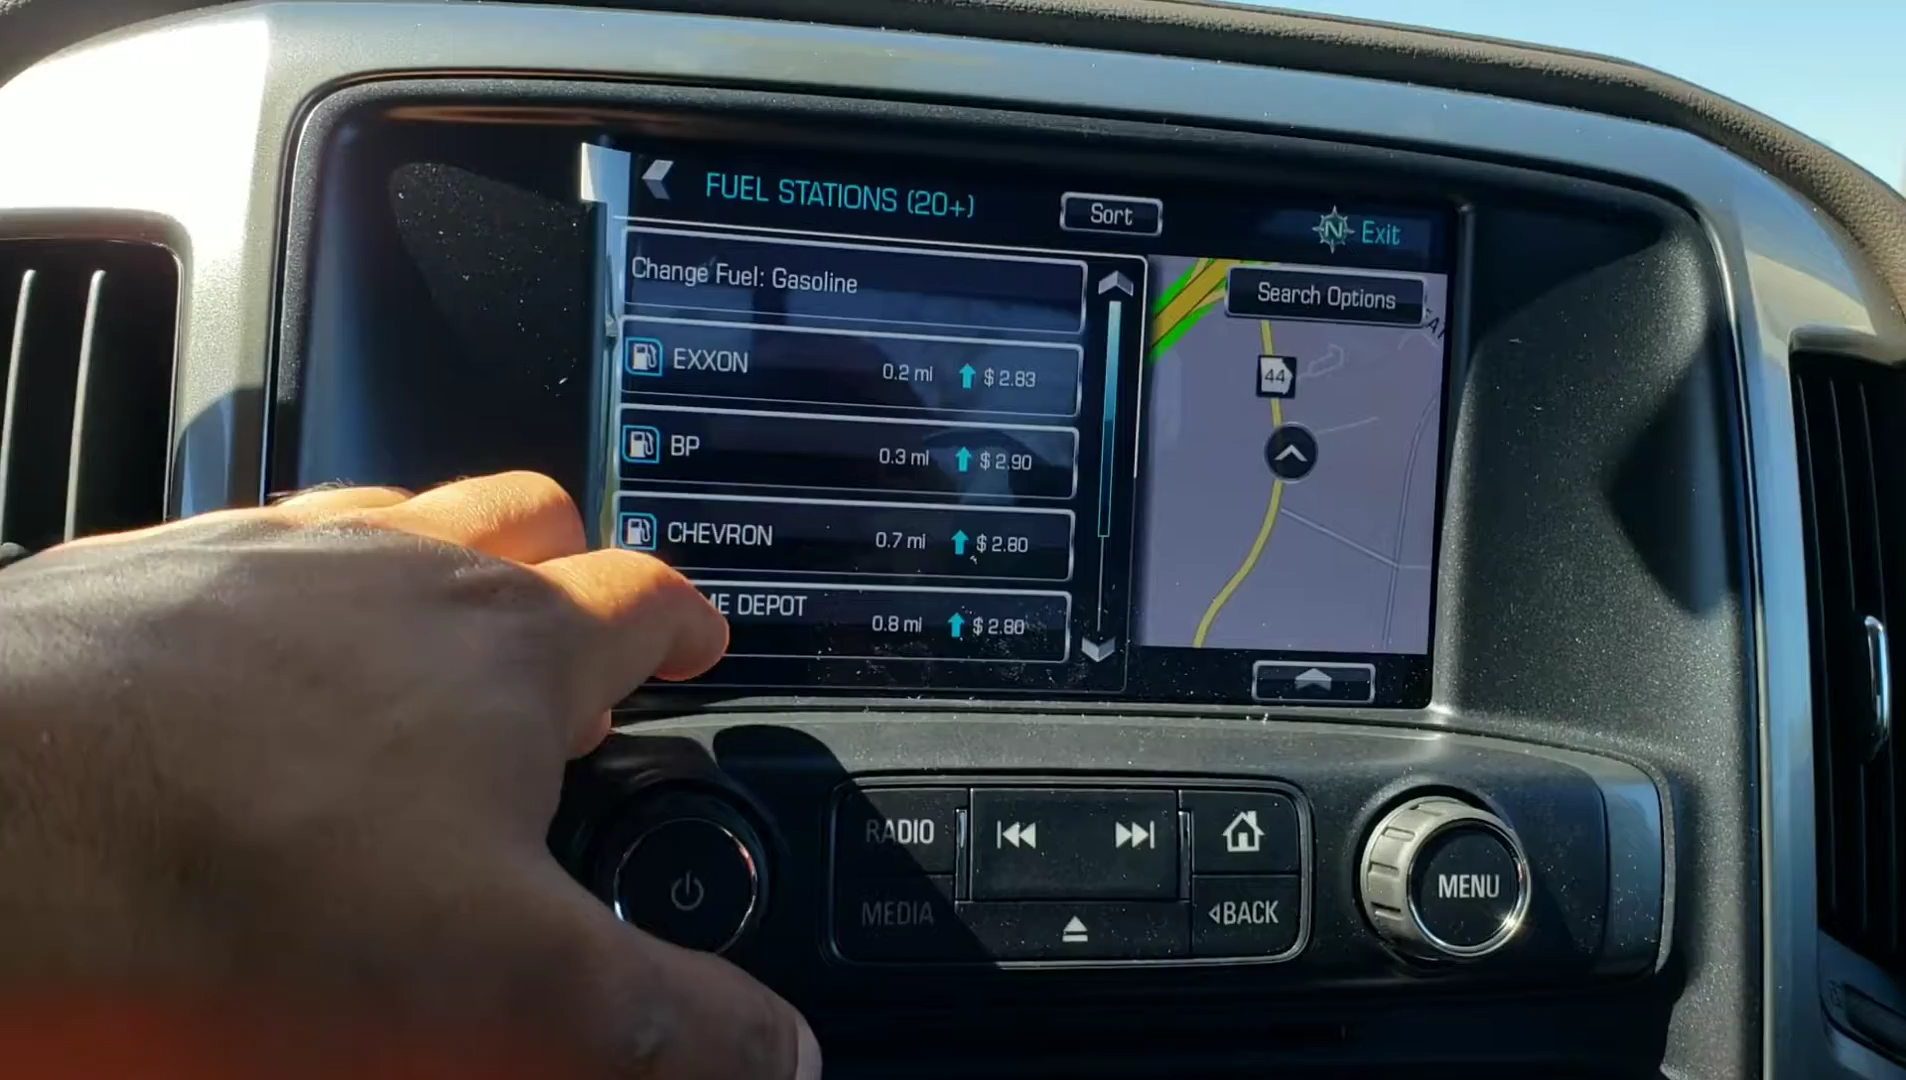 FUEL STATIONS (20+)
Sort
N Exit
Change Fuel: Gasoline
Search Options
EXXON 0.2 mi $ 2.83
44
BP 0.3 mi $ 2.90
CHEVRON 0.7 mi $ 2.80
ME DEPOT 0.8 mi $ 2.80
RADIO
MEDIA
BACK
MENU